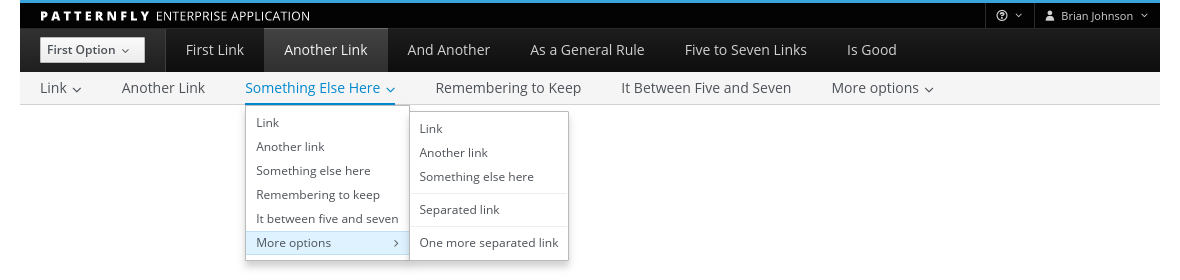 PATTERNFLY ENTERPRISE APPLICATION
Brian Johnson
First Option
First Link
Another Link
And Another
As a General Rule
Five to Seven Links
Is Good
Link
Another Link
Something Else Here
Remembering to Keep
It Between Five and Seven
More options
Link
Another link
Something else here
Remembering to keep
It between five and seven
More options
Link
Another link
Something else here
Separated link
One more separated link